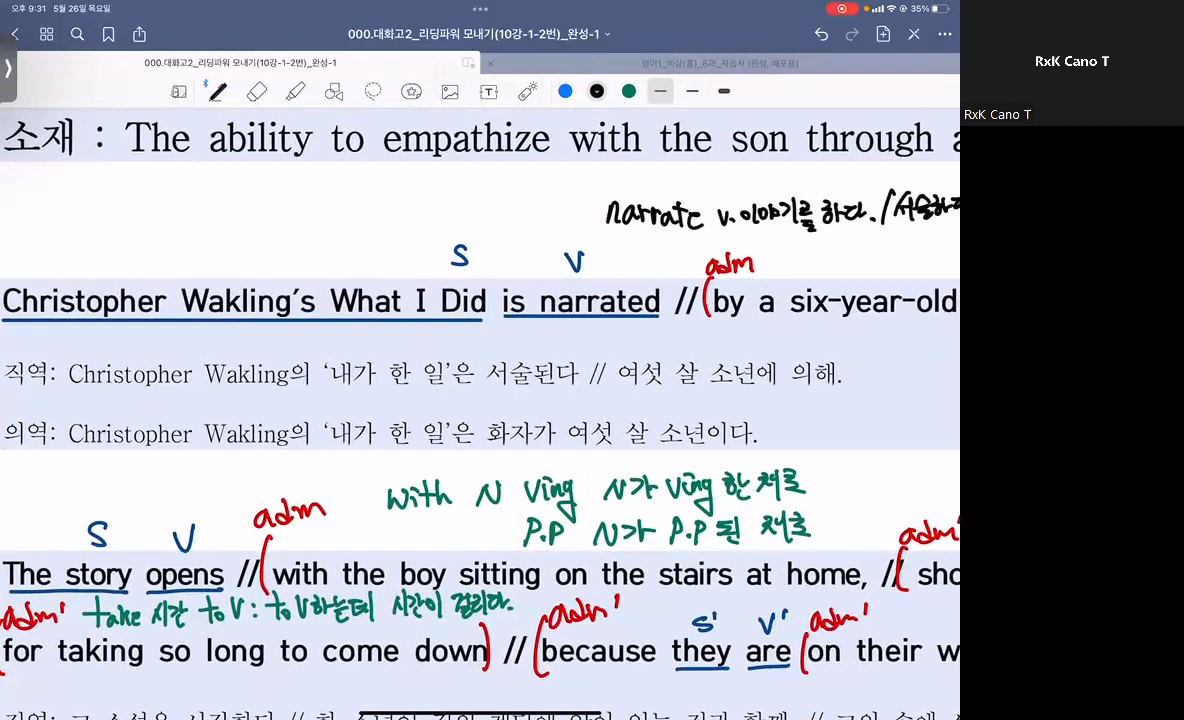 오후 9:31 5월 26일 목요일
35%
000.대화고2_리딩파워 모내기(10강-1-2번)_완성-1
000.대화고2_리딩파워 모내기(10강-1-2번)_완성-1
영어1_비상(홍)_6과_자습서 (완성, 배포용)
RxK Cano T
RxK Cano T
소재 : The ability to empathize with the son through
narrate v. 이야기를 하다. / 서술하다
S V adm
Christopher Wakling's What I Did is narrated // (by a six-year-old
직역: Christopher Wakling의 '내가 한 일'은 서술된다 // 여섯 살 소년에 의해.
의역: Christopher Wakling의 '내가 한 일'은 화자가 여섯 살 소년이다.
with N Ving N가 Ving 한 채로
P.P N가 P.P 된 채로
S V adm adm'
The story opens // (with the boy sitting on the stairs at home, // (
adm' take 시간 to V : to V하는데 시간이 걸리다. adm' S' V' adm'
for taking so long to come down) // (because they are (on their